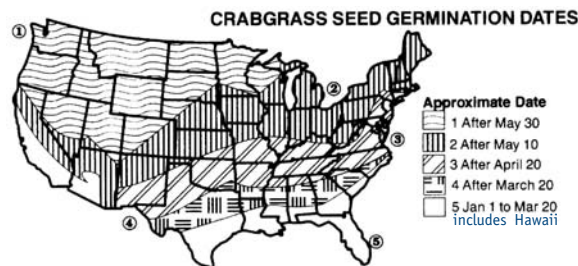 CRABGRASS SEED GERMINATION DATES
①
②
③
④
⑤
Approximate Date
1 After May 30
2 After May 10
3 After April 20
4 After March 20
5 Jan 1 to Mar 20
includes Hawaii